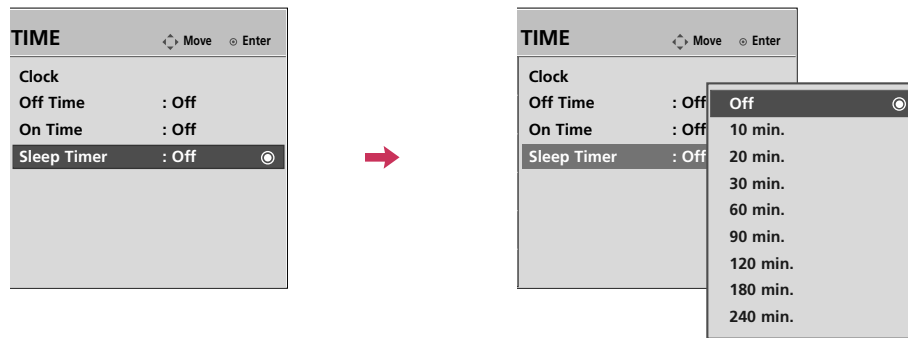 TIME Move Enter
Clock
Off Time : Off
On Time : Off
Sleep Timer : Off
TIME Move Enter
Clock
Off Time : Off
On Time : Off
Sleep Timer : Off
Off
10 min.
20 min.
30 min.
60 min.
90 min.
120 min.
180 min.
240 min.